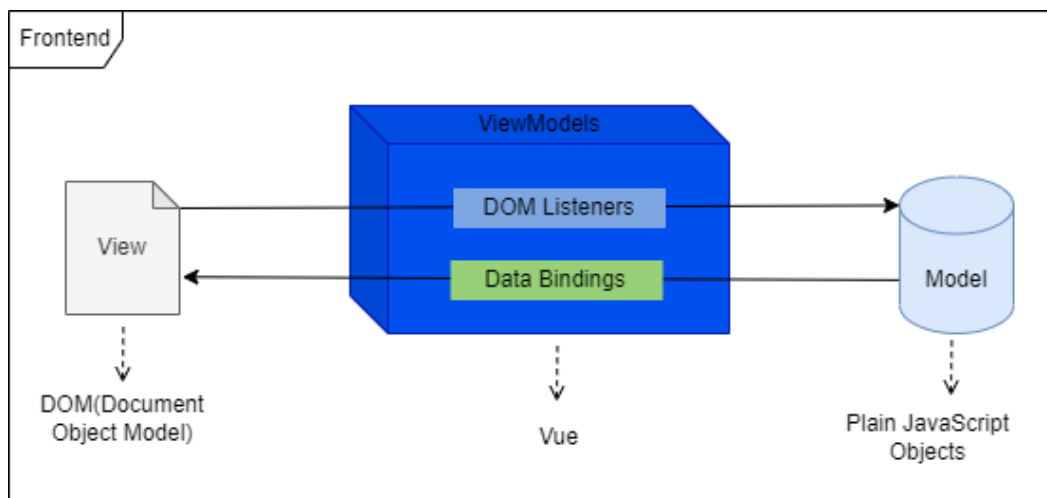 Frontend
ViewModels
DOM Listeners
View
Data Bindings
Model
DOM(Document
Object Model)
Vue
Plain JavaScript
Objects